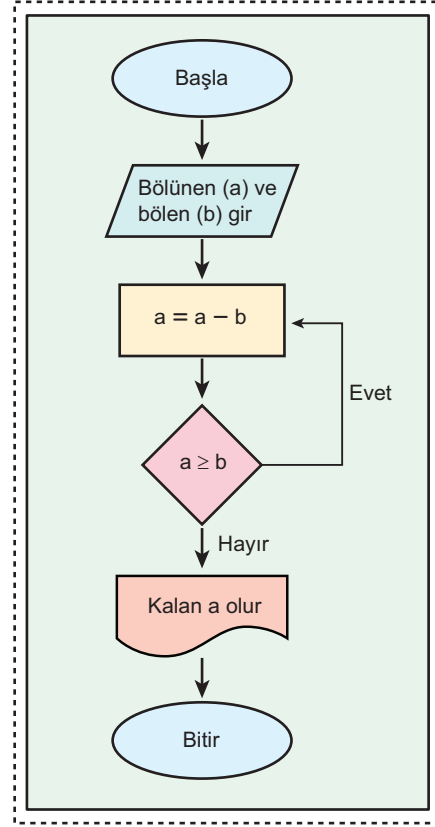 Başla
Bölünen (a) ve
bölen (b) gir
a = a − b
Evet
a ≥ b
Hayır
Kalan a olur
Bitir